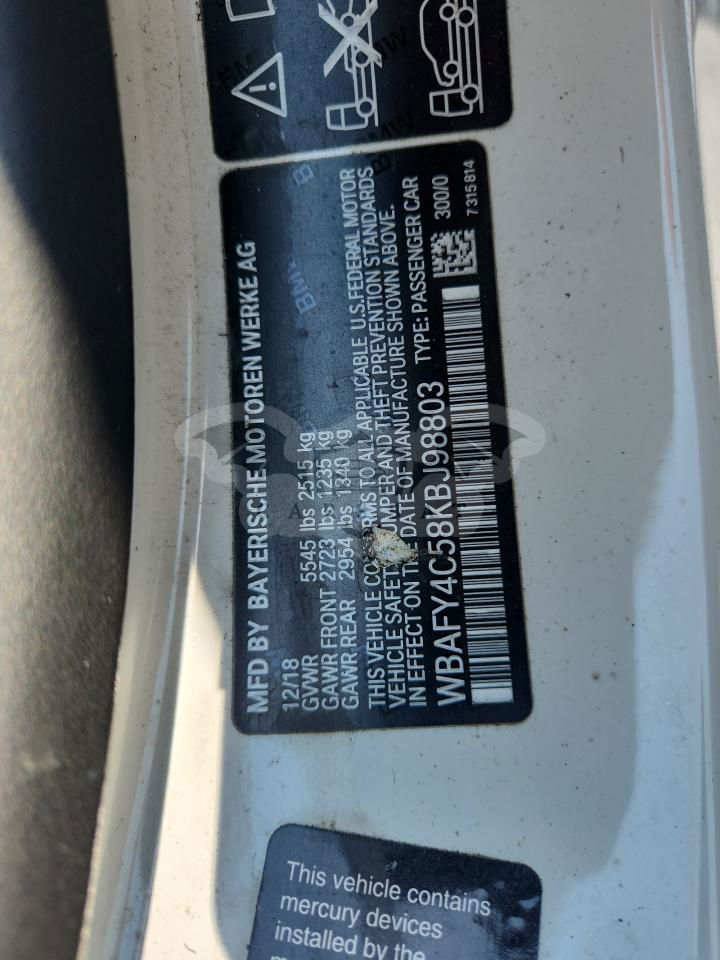 MFD BY BAYERISCHE MOTOREN WERKE AG
12/18
GVWR 5545 lbs 2515 kg
GAWR FRONT 2723 lbs 1235 kg
GAWR REAR 2954 lbs 1340 kg
THIS VEHICLE CONFORMS TO ALL APPLICABLE U.S.FEDERAL MOTOR
VEHICLE SAFETY, BUMPER AND THEFT PREVENTION STANDARDS
IN EFFECT ON THE DATE OF MANUFACTURE SHOWN ABOVE.
WBAFY4C58KBJ98803 TYPE: PASSENGER CAR
300/0
7 315 814
This vehicle contains
mercury devices
installed by the